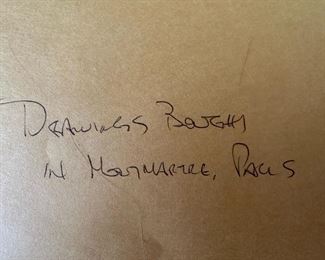 Drawings Bought
in Montmartre, Paris